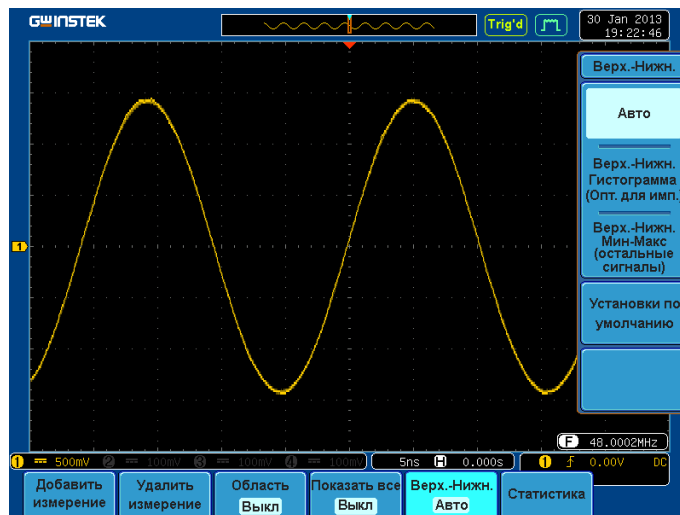 GWINSTEK
Trig'd
30 Jan 2013
19:22:46
Верх.-Нижн.
Авто
Верх.-Нижн.
Гистограмма
(Опт. для имп.)
Верх.-Нижн.
Мин-Макс
(остальные
сигналы)
Установки по
умолчанию
1
F 48.0002MHz
1 500mV 2 100mV 3 100mV 4 100mV
5ns H 0.000s
1 0.00V DC
Добавить
измерение
Удалить
измерение
Область
Выкл
Показать все
Выкл
Верх.-Нижн.
Авто
Статистика